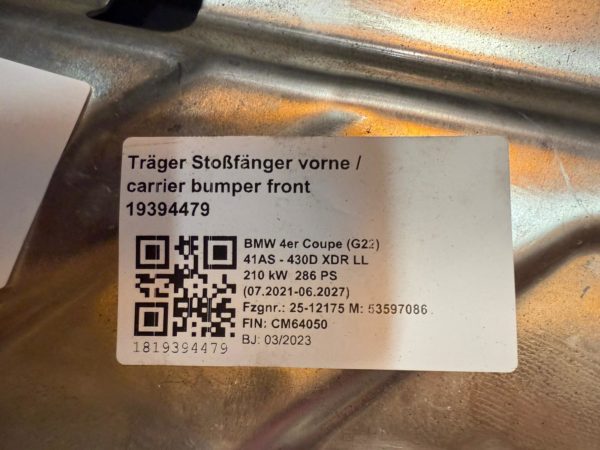 Träger Stoßfänger vorne /
carrier bumper front
19394479
BMW 4er Coupe (G22)
41AS - 430D XDR LL
210 kW 286 PS
(07.2021-06.2027)
Fzgnr.: 25-12175 M: 53597086
FIN: CM64050
BJ: 03/2023
1819394479